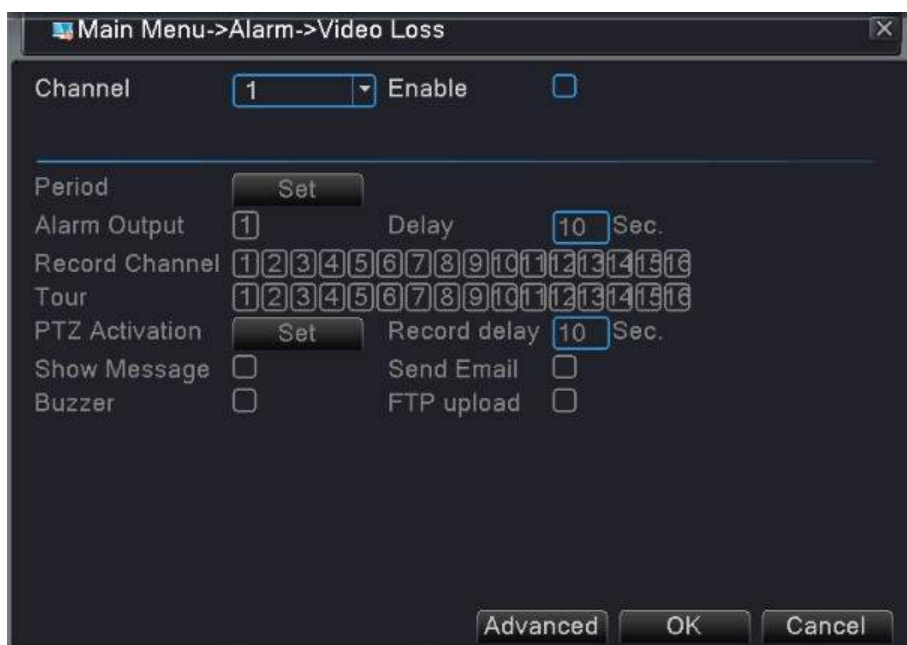 Main Menu->Alarm->Video Loss
Channel 1 Enable
Period Set
Alarm Output 1 Delay 10 Sec.
Record Channel 1 2 3 4 5 6 7 8 9 10 11 12 13 14 15 16
Tour 1 2 3 4 5 6 7 8 9 10 11 12 13 14 15 16
PTZ Activation Set Record delay 10 Sec.
Show Message Send Email
Buzzer FTP upload
Advanced OK Cancel